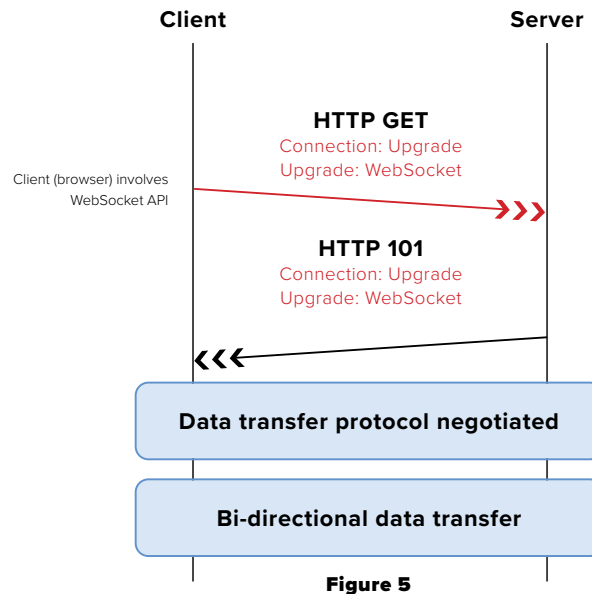 Client
Server
HTTP GET
Connection: Upgrade
Upgrade: WebSocket
Client (browser) involves
WebSocket API
HTTP 101
Connection: Upgrade
Upgrade: WebSocket
Data transfer protocol negotiated
Bi-directional data transfer
Figure 5